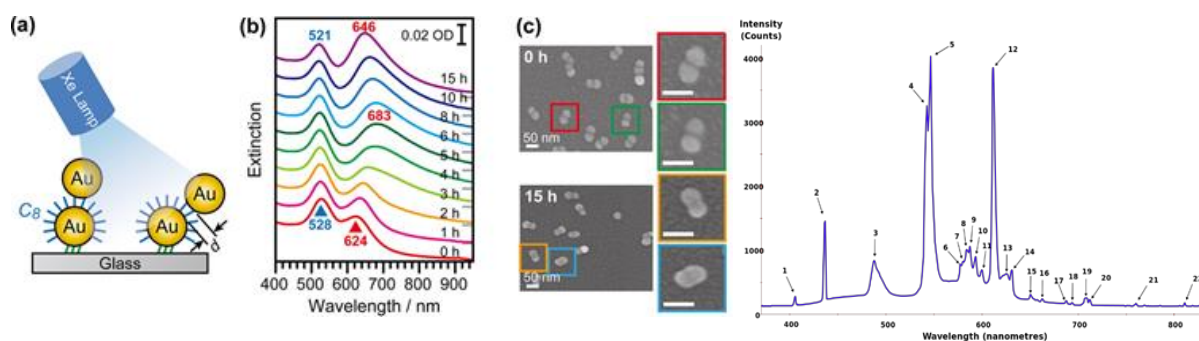 (a)
Xe Lamp
Au
Au
C8
Au
Au
d
Glass
(b)
521
646
0.02 OD
15 h
10 h
8 h
6 h
683
5 h
4 h
3 h
2 h
1 h
0 h
528
624
Extinction
400 500 600 700 800 900
Wavelength / nm
(c)
0 h
50 nm
15 h
50 nm
Intensity
(Counts)
4000
3000
2000
1000
0
1
2
3
4
5
6
7
8
9
10
11
12
13
14
15
16
17
18
19
20
21
400 500 600 700 800
Wavelength (nanometres)